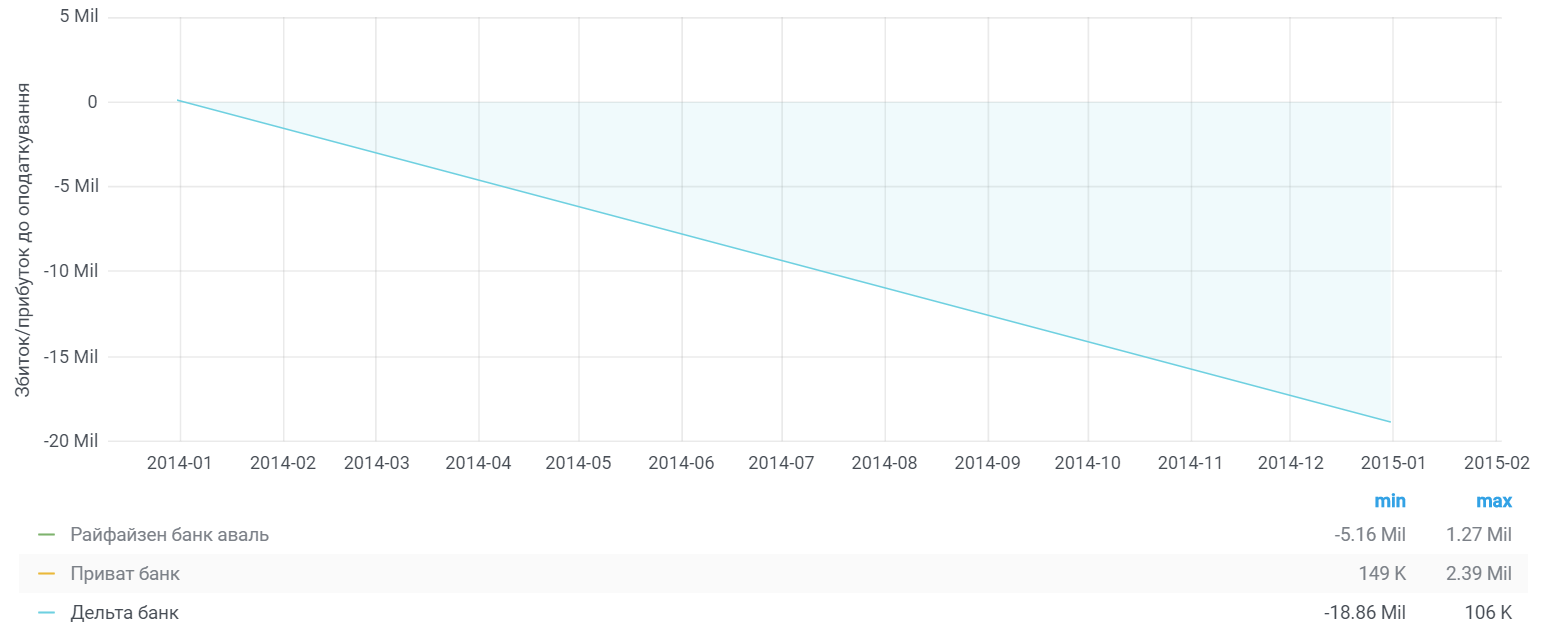 5 Mil
0
-5 Mil
-10 Mil
-15 Mil
-20 Mil
Збиток/прибуток до оподаткування
2014-01 2014-02 2014-03 2014-04 2014-05 2014-06 2014-07 2014-08 2014-09 2014-10 2014-11 2014-12 2015-01 2015-02
min max
Райфайзен банк аваль -5.16 Mil 1.27 Mil
Приват банк 149 K 2.39 Mil
Дельта банк -18.86 Mil 106 K